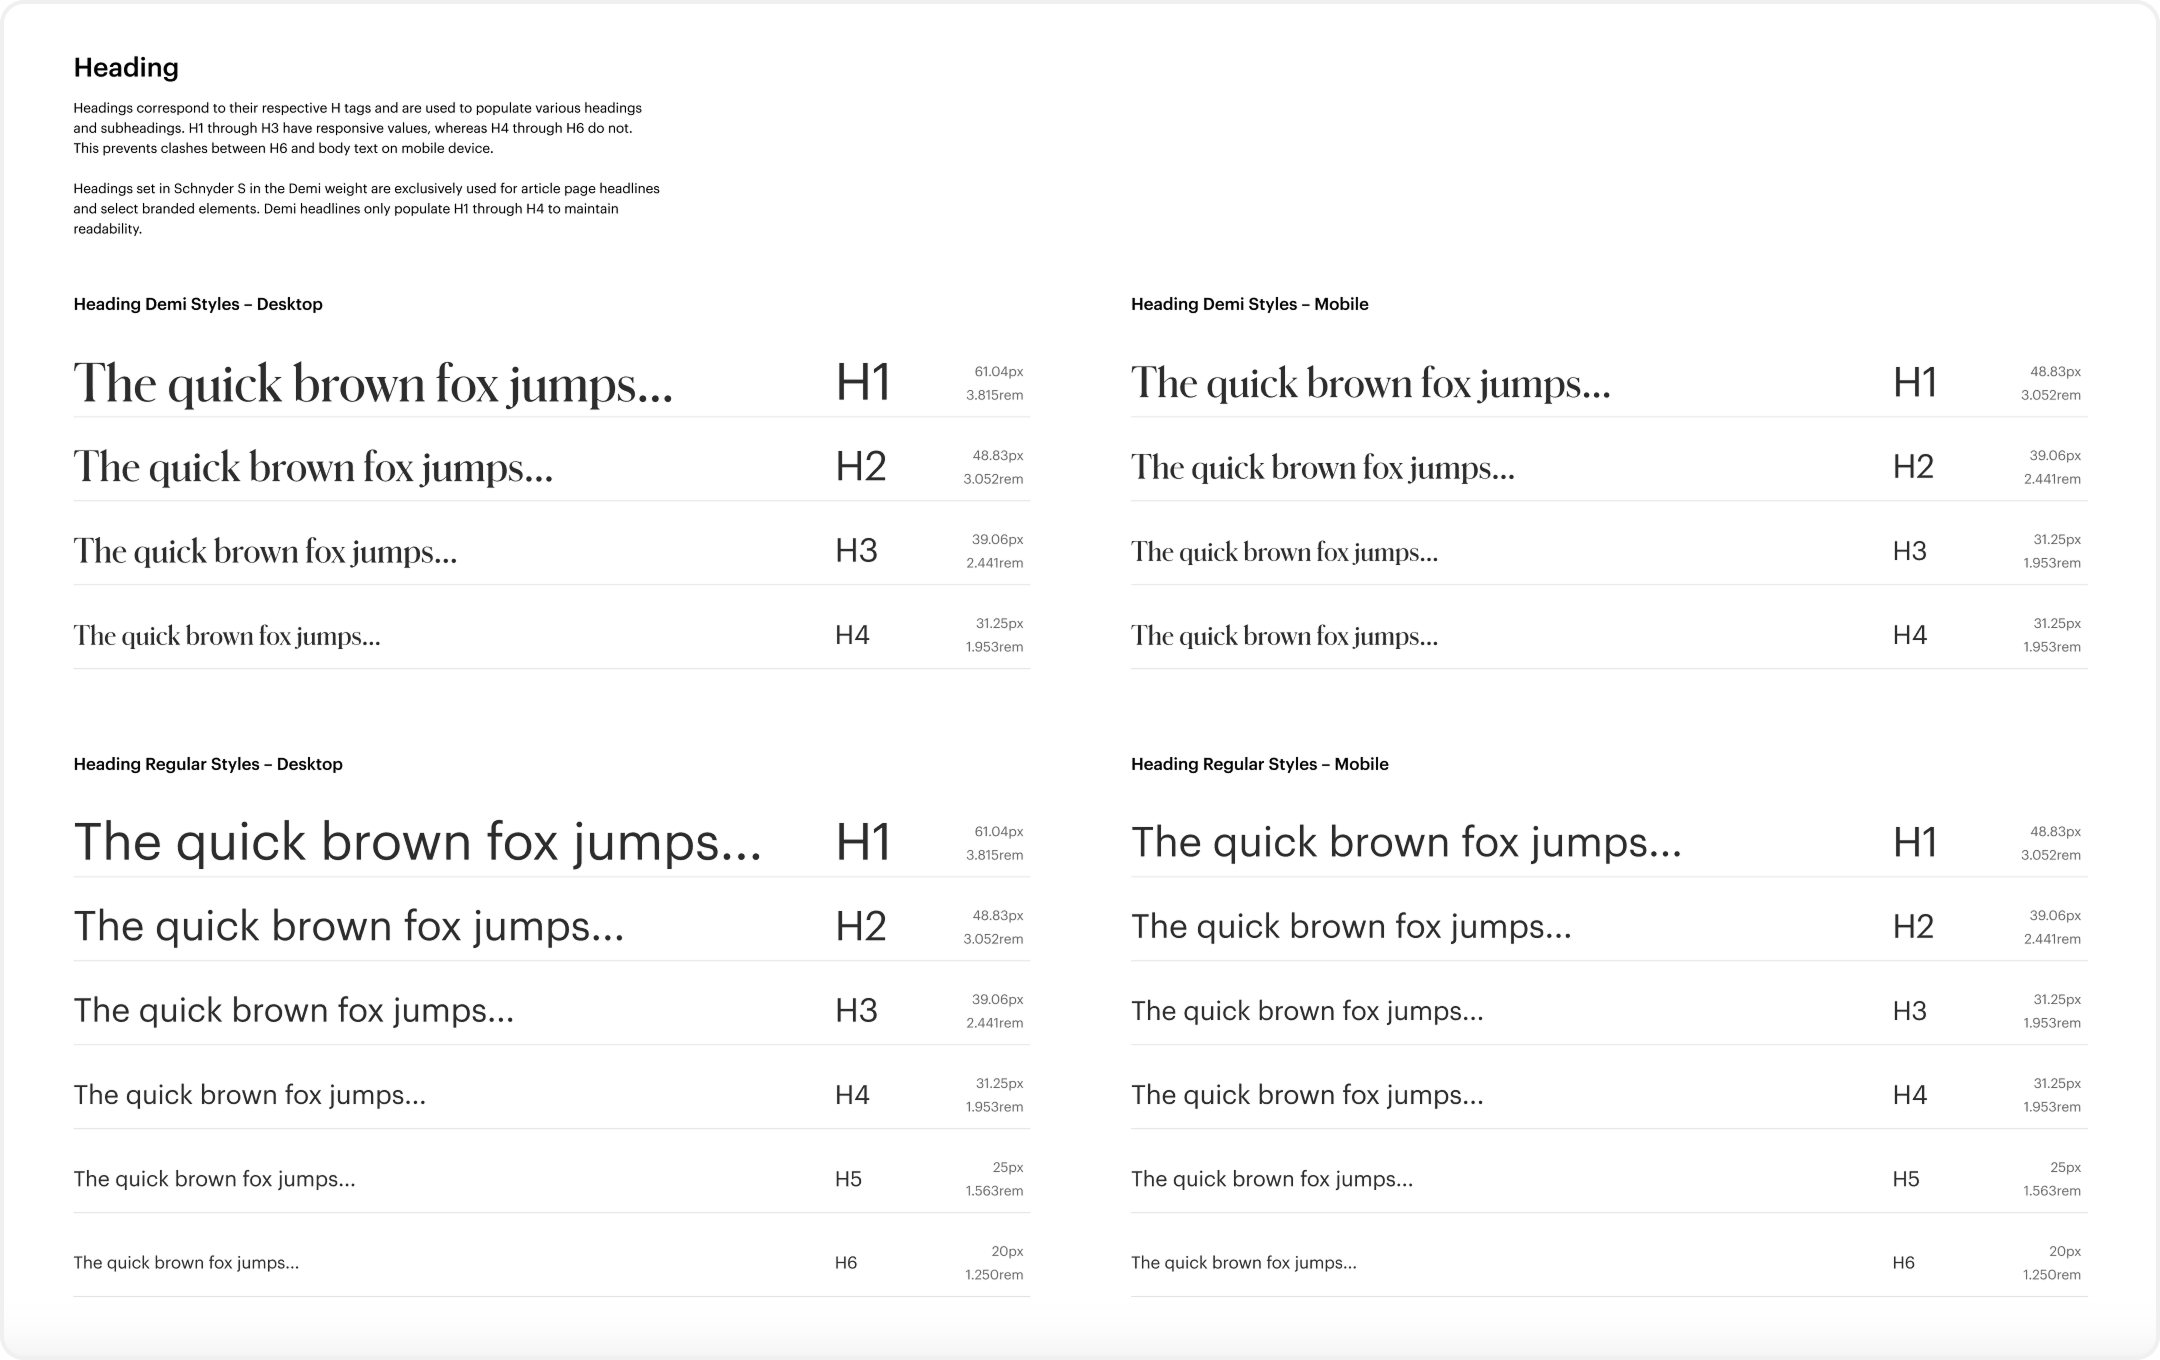 Heading
Headings correspond to their respective H tags and are used to populate various headings
and subheadings. H1 through H3 have responsive values, whereas H4 through H6 do not.
This prevents clashes between H6 and body text on mobile device.
Headings set in Schnyder S in the Demi weight are exclusively used for article page headlines
and select branded elements. Demi headlines only populate H1 through H4 to maintain
readability.
Heading Demi Styles – Desktop
The quick brown fox jumps...
H1
61.04px
3.815rem
The quick brown fox jumps...
H2
48.83px
3.052rem
The quick brown fox jumps...
H3
39.06px
2.441rem
The quick brown fox jumps...
H4
31.25px
1.953rem
Heading Demi Styles – Mobile
The quick brown fox jumps...
H1
48.83px
3.052rem
The quick brown fox jumps...
H2
39.06px
2.441rem
The quick brown fox jumps...
H3
31.25px
1.953rem
The quick brown fox jumps...
H4
31.25px
1.953rem
Heading Regular Styles – Desktop
The quick brown fox jumps...
H1
61.04px
3.815rem
The quick brown fox jumps...
H2
48.83px
3.052rem
The quick brown fox jumps...
H3
39.06px
2.441rem
The quick brown fox jumps...
H4
31.25px
1.953rem
The quick brown fox jumps...
H5
25px
1.563rem
The quick brown fox jumps...
H6
20px
1.250rem
Heading Regular Styles – Mobile
The quick brown fox jumps...
H1
48.83px
3.052rem
The quick brown fox jumps...
H2
39.06px
2.441rem
The quick brown fox jumps...
H3
31.25px
1.953rem
The quick brown fox jumps...
H4
31.25px
1.953rem
The quick brown fox jumps...
H5
25px
1.563rem
The quick brown fox jumps...
H6
20px
1.250rem